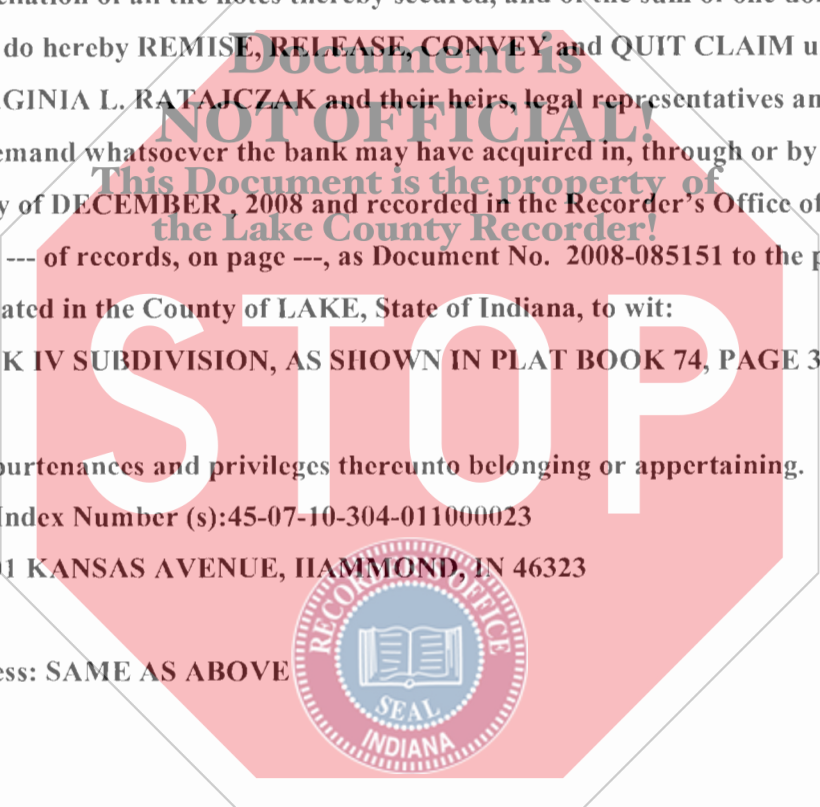 do hereby REMISE, RELEASE, CONVEY and QUIT CLAIM u
Document is
GINIA L. RATAJCZAK and their heirs, legal representatives an
NOT OFFICIAL!
emand whatsoever the bank may have acquired in, through or by
This Document is the property of
y of DECEMBER , 2008 and recorded in the Recorder's Office of
the Lake County Recorder!
--- of records, on page ---, as Document No. 2008-085151 to the p
ated in the County of LAKE, State of Indiana, to wit:
STOP
K IV SUBDIVISION, AS SHOWN IN PLAT BOOK 74, PAGE 3
purtenances and privileges thereunto belonging or appertaining.
Index Number (s):45-07-10-304-011000023
1 KANSAS AVENUE, HAMMOND, IN 46323
ess: SAME AS ABOVE
RECORDER'S OFFICE
SEAL
INDIANA